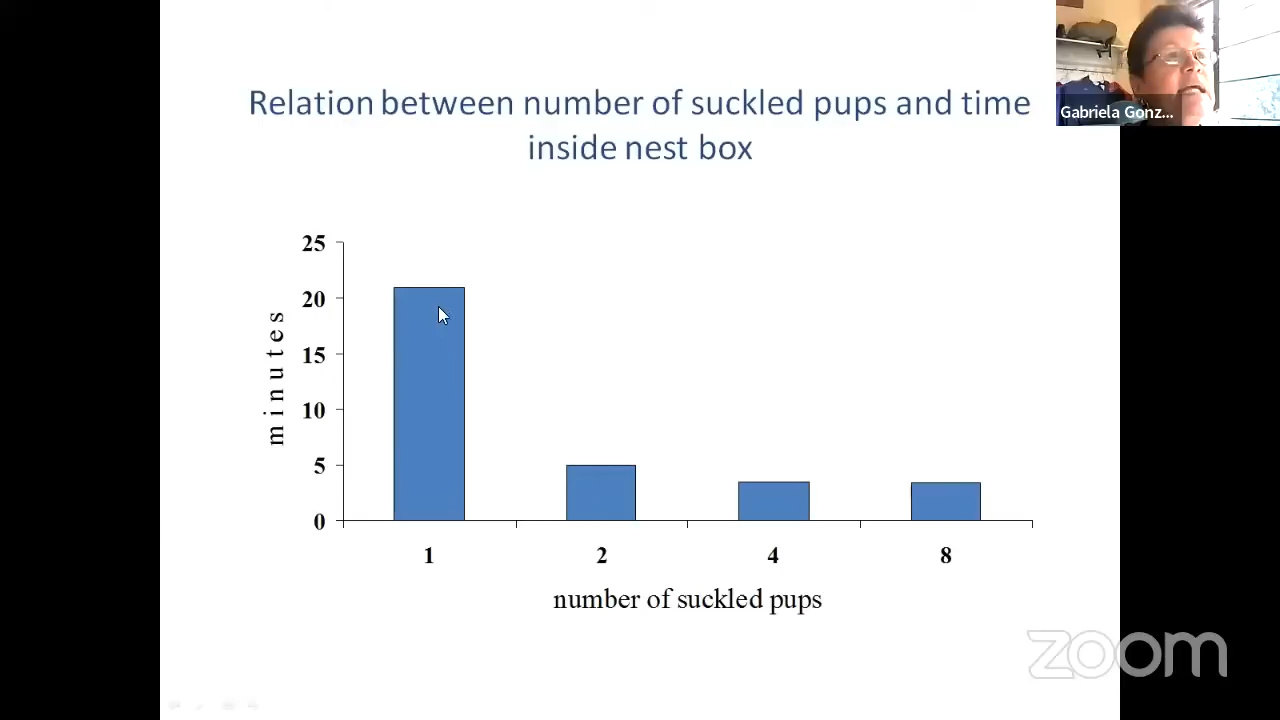 Relation between number of suckled pups and time
inside nest box
Gabriela Gonz...
25
20
15
10
5
0
minutes
1 2 4 8
number of suckled pups
zoom